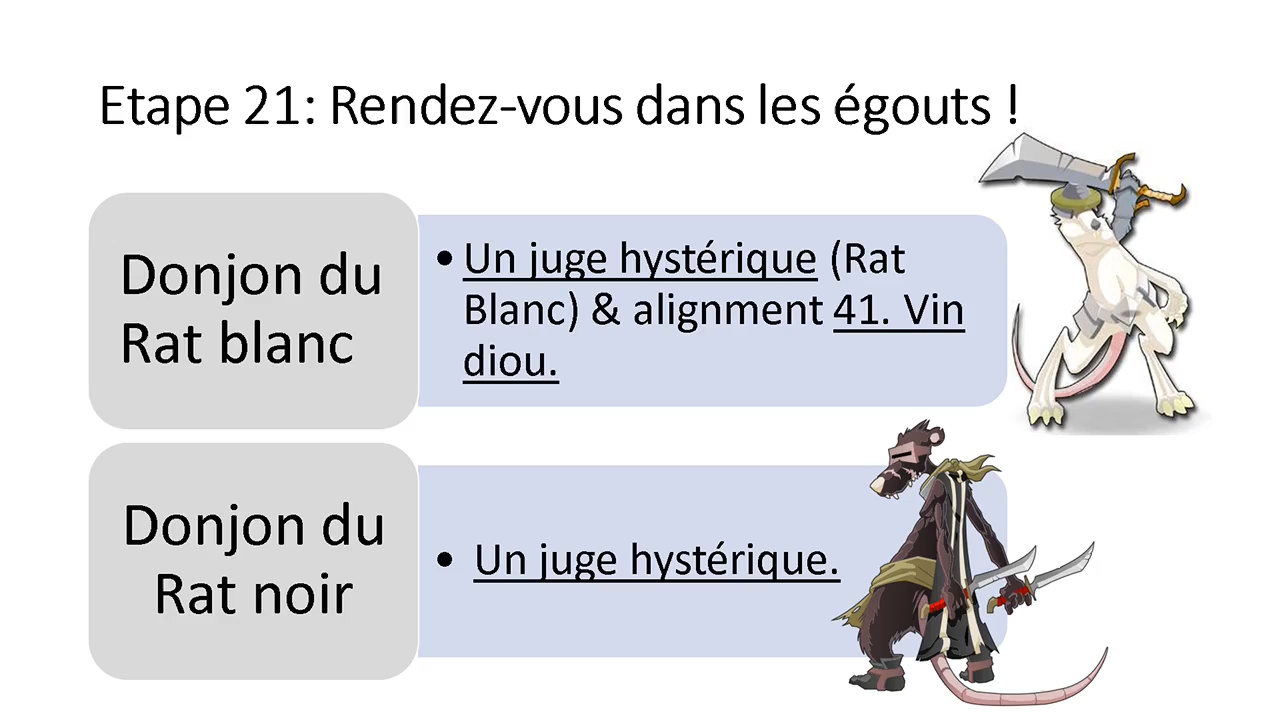 Etape 21: Rendez-vous dans les égouts !
Donjon du
Rat blanc
• Un juge hystérique (Rat
Blanc) & alignment 41. Vin
diou.
Donjon du
Rat noir
• Un juge hystérique.